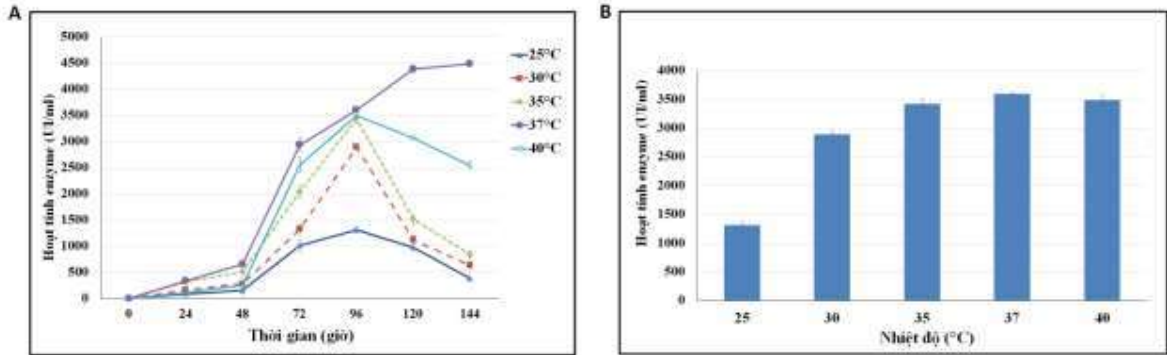 A
5000
4500
4000
3500
3000
2500
2000
1500
1000
500
0
Hoạt tính enzyme (UI/ml)
0 24 48 72 96 120 144
Thời gian (giờ)
25°C
30°C
35°C
37°C
40°C
B
4000
3500
3000
2500
2000
1500
1000
500
0
Hoạt tính enzyme (UI/ml)
25 30 35 37 40
Nhiệt độ (°C)